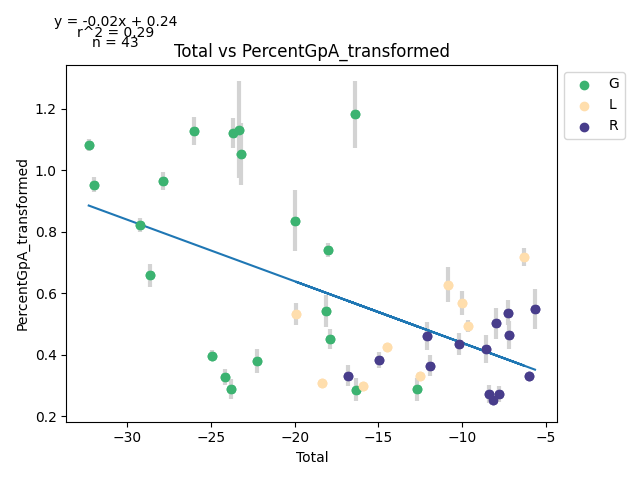 y = -0.02x + 0.24
r^2 = 0.29
n = 43
Total vs PercentGpA_transformed
G
L
R
PercentGpA_transformed
1.2
1.0
0.8
0.6
0.4
0.2
−30
−25
−20
−15
−10
−5
Total